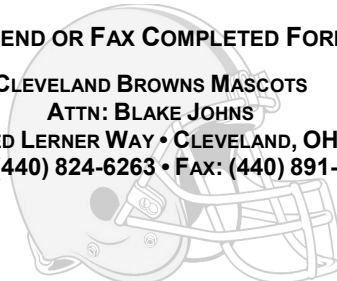 END OR FAX COMPLETED FOR
CLEVELAND BROWNS MASCOTS
ATTN: BLAKE JOHNS
ED LERNER WAY • CLEVELAND, OH
440) 824-6263 • FAX: (440) 891-